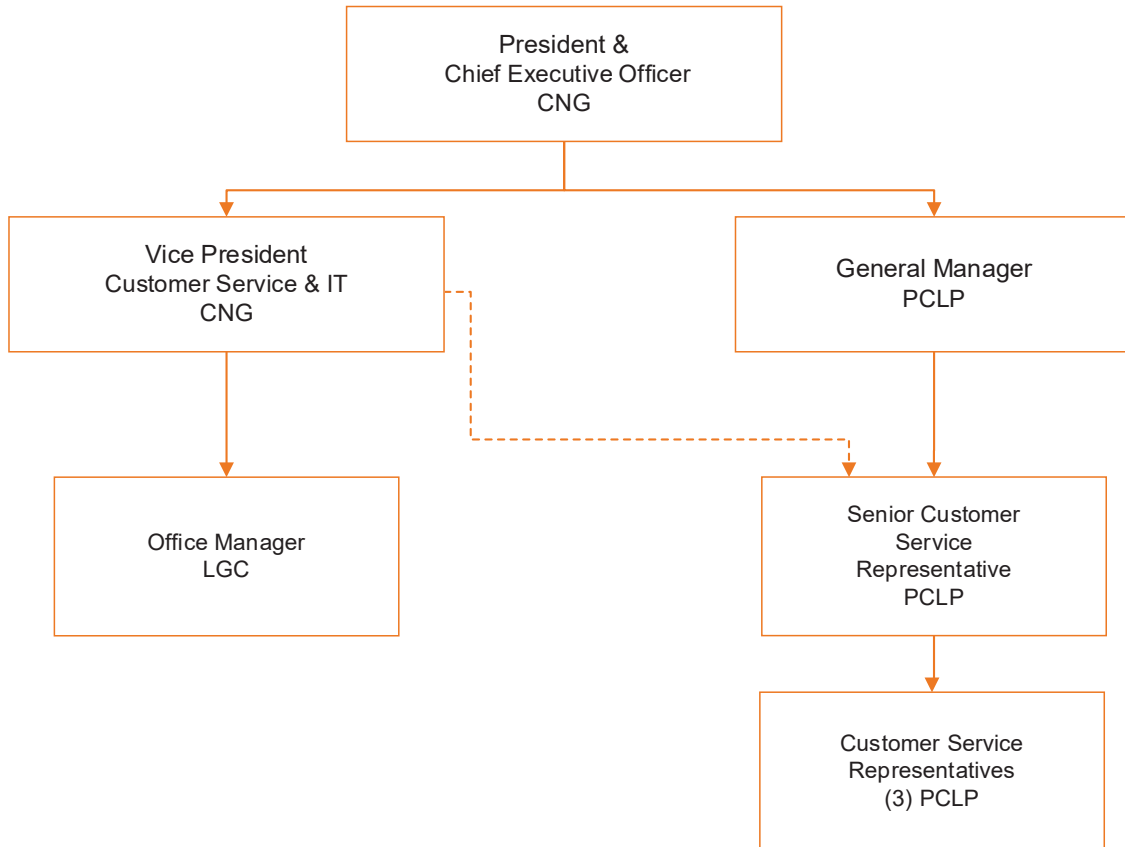 President &
Chief Executive Officer
CNG
Vice President
Customer Service & IT
CNG
General Manager
PCLP
Office Manager
LGC
Senior Customer
Service
Representative
PCLP
Customer Service
Representatives
(3) PCLP